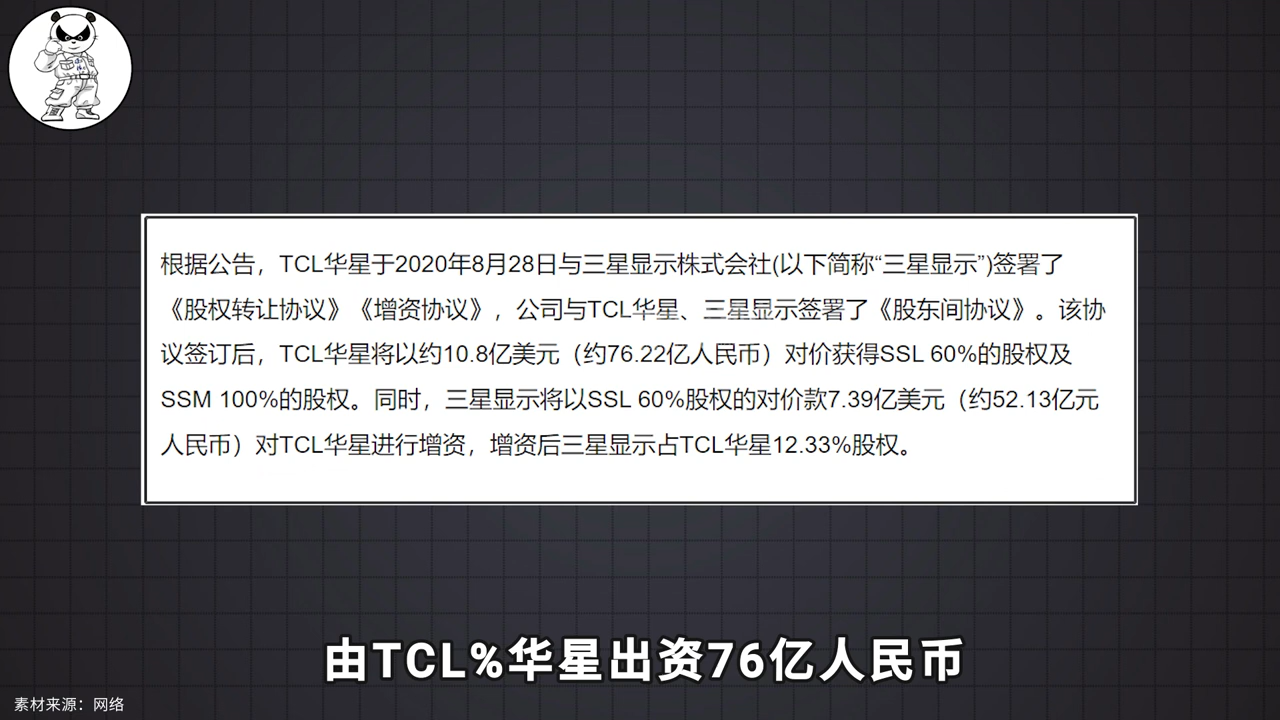 根据公告，TCL华星于2020年8月28日与三星显示株式会社(以下简称“三星显示”)签署了
《股权转让协议》《增资协议》，公司与TCL华星、三星显示签署了《股东间协议》。该协
议签订后，TCL华星将以约10.8亿美元（约76.22亿人民币）对价获得SSL 60%的股权及
SSM 100%的股权。同时，三星显示将以SSL 60%股权的对价款7.39亿美元（约52.13亿元
人民币）对TCL华星进行增资，增资后三星显示占TCL华星12.33%股权。
由TCL%华星出资76亿人民币
素材来源：网络